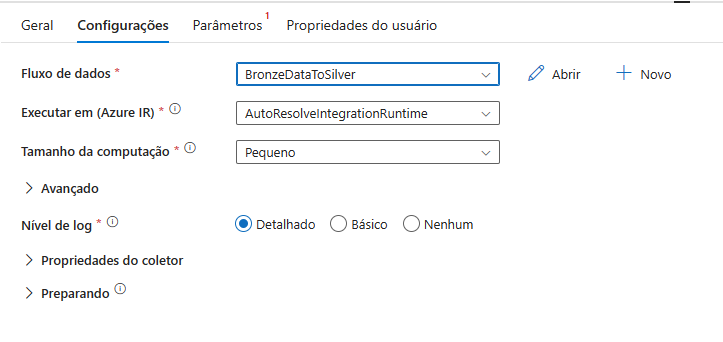 Geral Configurações Parâmetros 1 Propriedades do usuário
Fluxo de dados * BronzeDataToSilver Abrir Novo
Executar em (Azure IR) * AutoResolveIntegrationRuntime
Tamanho da computação * Pequeno
Avançado
Nível de log * Detalhado Básico Nenhum
Propriedades do coletor
Preparando